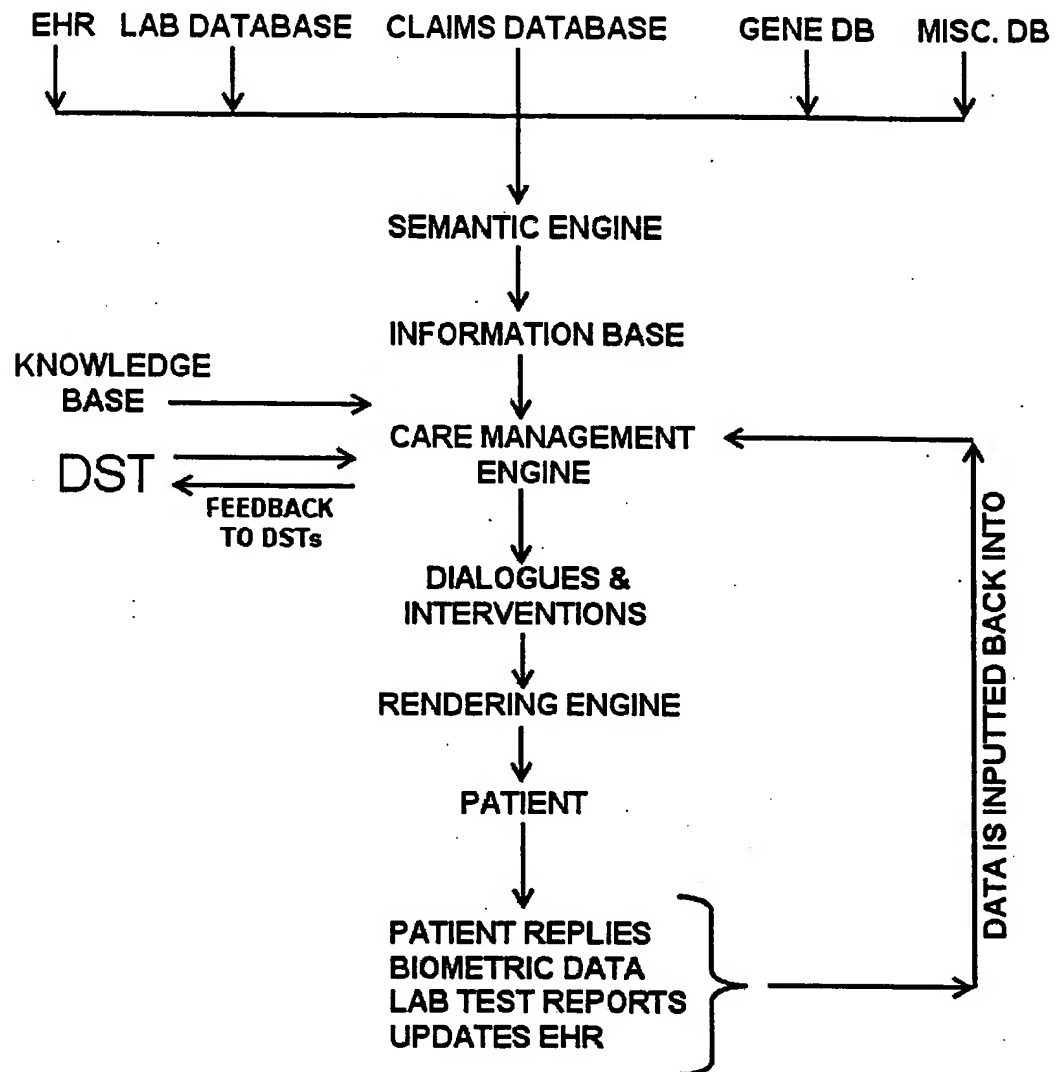 EHR LAB DATABASE CLAIMS DATABASE GENE DB MISC. DB
SEMANTIC ENGINE
INFORMATION BASE
KNOWLEDGE
BASE
CARE MANAGEMENT
ENGINE
DST
FEEDBACK
TO DSTs
DIALOGUES &
INTERVENTIONS
RENDERING ENGINE
PATIENT
PATIENT REPLIES
BIOMETRIC DATA
LAB TEST REPORTS
UPDATES EHR
DATA IS INPUTTED BACK INTO